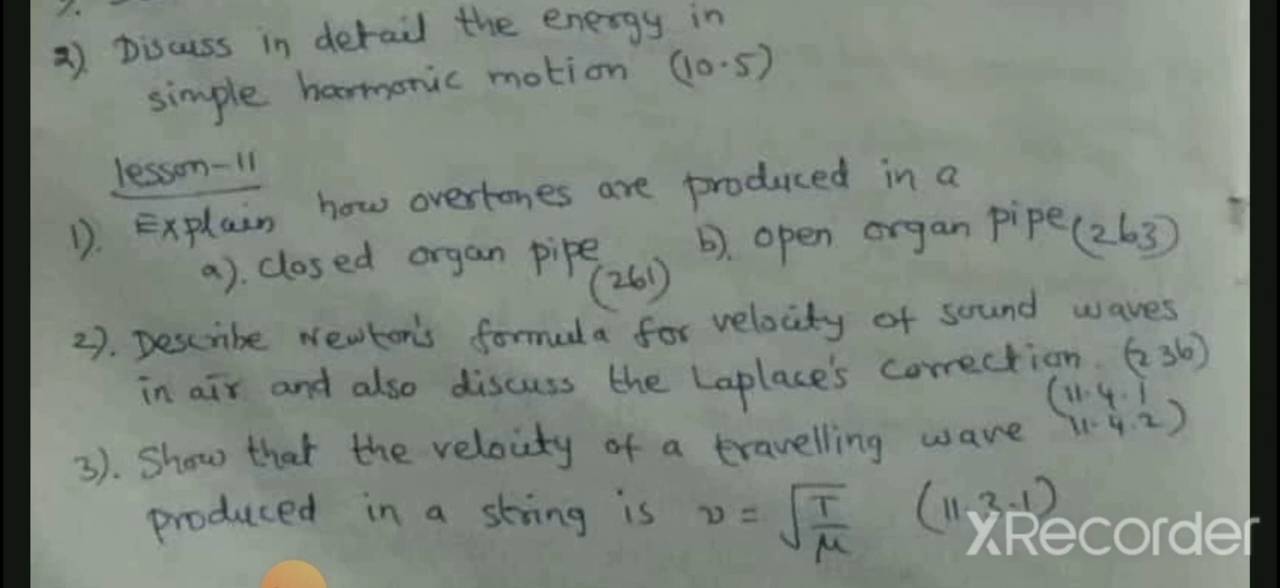 2). Discuss in detail the energy in
simple harmonic motion (10.5)
lesson-11
1). Explain how overtones are produced in a
a). closed organ pipe (261) b). open organ pipe (263)
2). Describe Newton's formula for velocity of sound waves
in air and also discuss the Laplace's correction. (236)
(11.4.1
11.4.2)
3). Show that the velocity of a travelling wave
produced in a string is v = √T/μ (11.3.1)
XRecorder